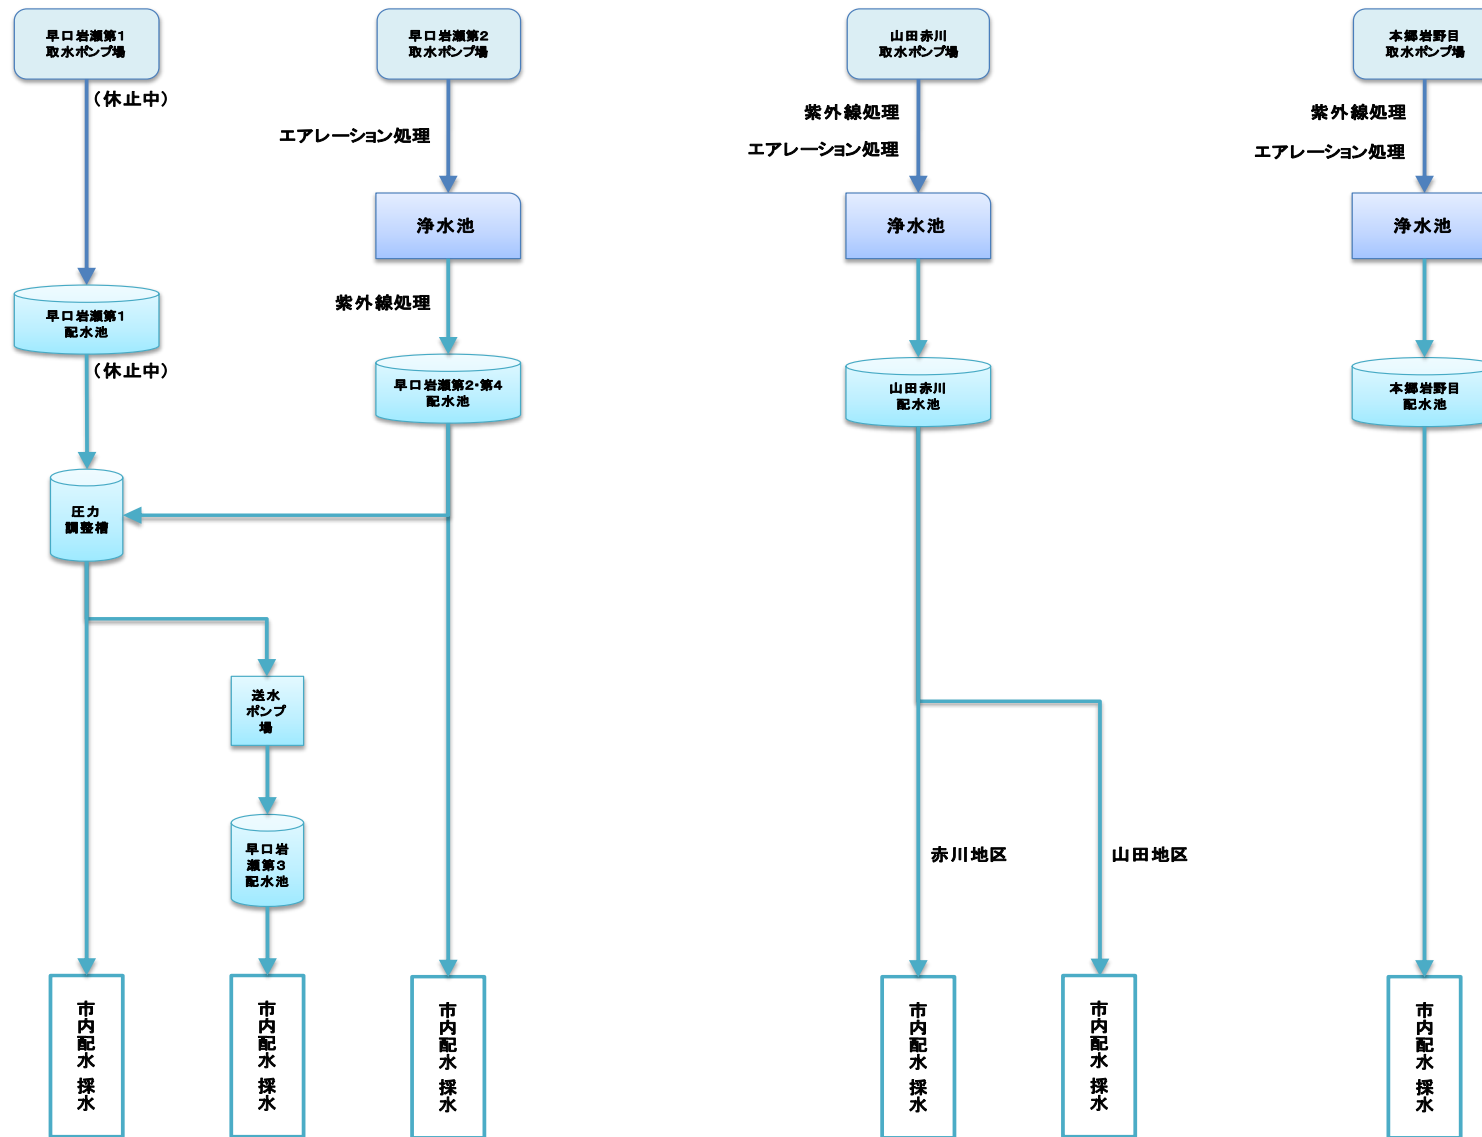 早口岩瀬第1
取水ポンプ場
早口岩瀬第2
取水ポンプ場
山田赤川
取水ポンプ場
本郷岩野目
取水ポンプ場
（休止中）
エアレーション処理
紫外線処理
エアレーション処理
紫外線処理
エアレーション処理
浄水池
浄水池
浄水池
早口岩瀬第1
配水池
紫外線処理
（休止中）
早口岩瀬第2・第4
配水池
山田赤川
配水池
本郷岩野目
配水池
圧力
調整槽
送水
ポンプ
場
早口岩
瀬第3
配水池
赤川地区
山田地区
市内配水 採水
市内配水 採水
市内配水 採水
市内配水 採水
市内配水 採水
市内配水 採水